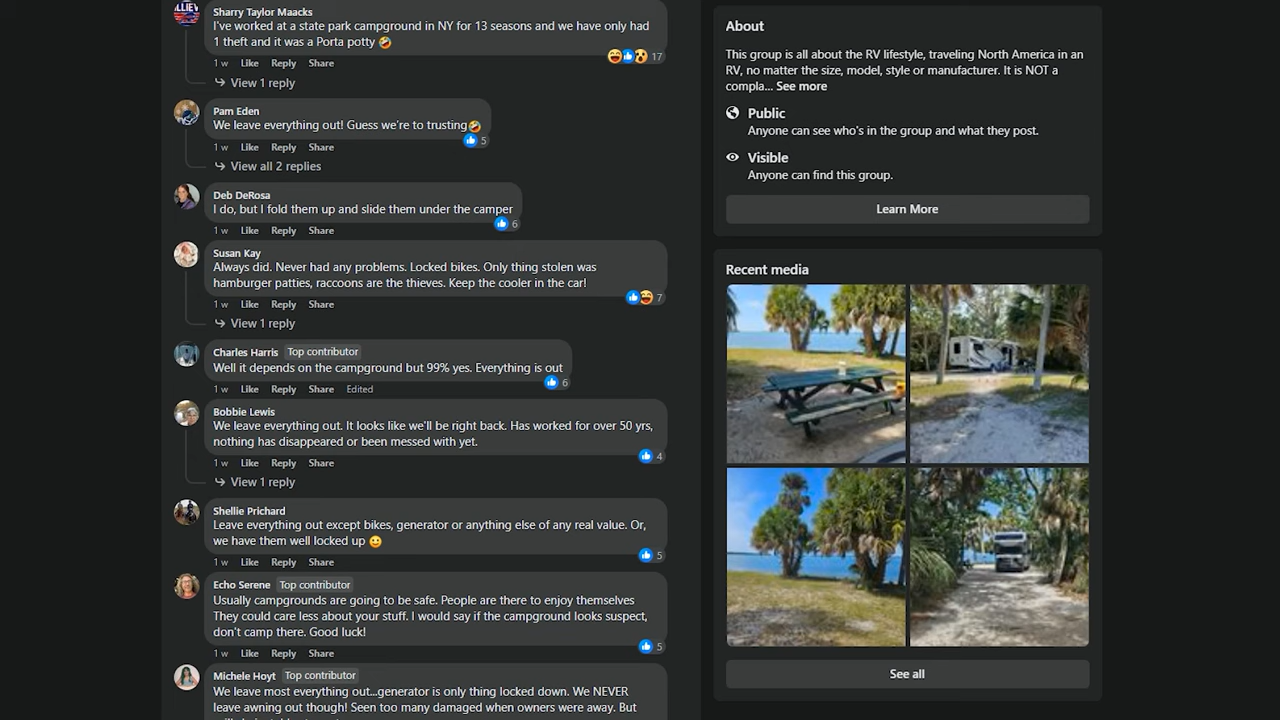 Sharry Taylor Maacks
I've worked at a state park campground in NY for 13 seasons and we have only had
1 theft and it was a Porta potty 🤣
17
1 w Like Reply Share
View 1 reply
Pam Eden
We leave everything out! Guess we're to trusting🤣
5
1 w Like Reply Share
View all 2 replies
Deb DeRosa
I do, but I fold them up and slide them under the camper
6
1 w Like Reply Share
Susan Kay
Always did. Never had any problems. Locked bikes. Only thing stolen was
hamburger patties, raccoons are the thieves. Keep the cooler in the car!
7
1 w Like Reply Share
View 1 reply
Charles Harris Top contributor
Well it depends on the campground but 99% yes. Everything is out
6
1 w Like Reply Share Edited
Bobbie Lewis
We leave everything out. It looks like we'll be right back. Has worked for over 50 yrs,
nothing has disappeared or been messed with yet.
4
1 w Like Reply Share
View 1 reply
Shellie Prichard
Leave everything out except bikes, generator or anything else of any real value. Or,
we have them well locked up 😀
5
1 w Like Reply Share
Echo Serene Top contributor
Usually campgrounds are going to be safe. People are there to enjoy themselves
They could care less about your stuff. I would say if the campground looks suspect,
don't camp there. Good luck!
5
1 w Like Reply Share
Michele Hoyt Top contributor
We leave most everything out...generator is only thing locked down. We NEVER
leave awning out though! Seen too many damaged when owners were away. But
About
This group is all about the RV lifestyle, traveling North America in an
RV, no matter the size, model, style or manufacturer. It is NOT a
compla... See more
Public
Anyone can see who's in the group and what they post.
Visible
Anyone can find this group.
Learn More
Recent media
See all